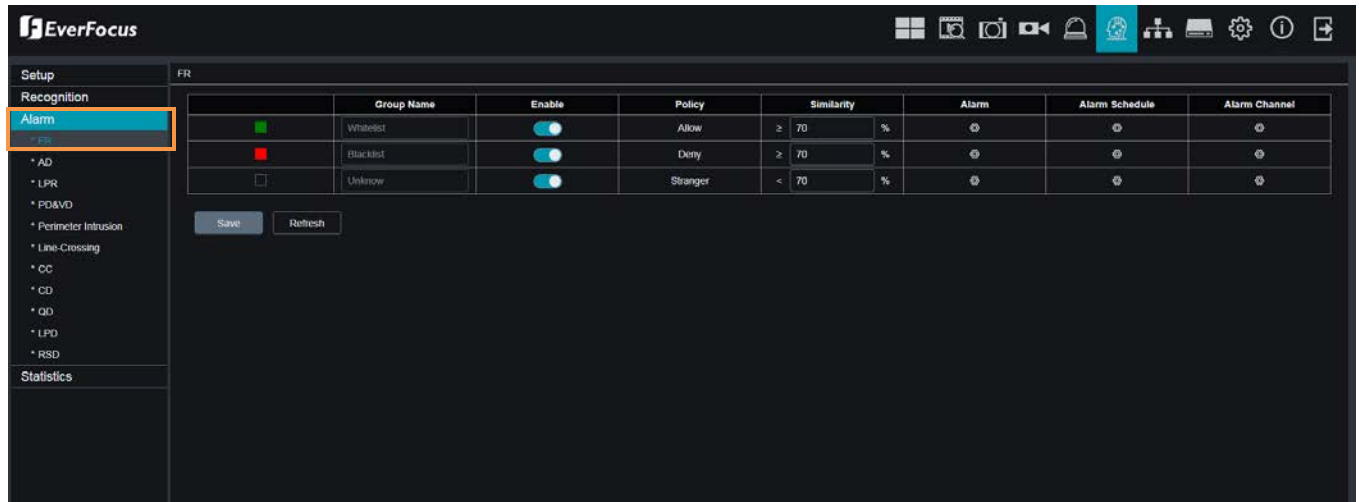 EverFocus
Setup
FR
Recognition
Group Name Enable Policy Similarity Alarm Alarm Schedule Alarm Channel
Alarm
Whitelist Allow ≥ 70 %
* FR
Blacklist Deny ≥ 70 %
* AD
Unknow Stranger < 70 %
* LPR
* PD&VD
Save Refresh
* Perimeter Intrusion
* Line-Crossing
* CC
* CD
* QD
* LPD
* RSD
Statistics